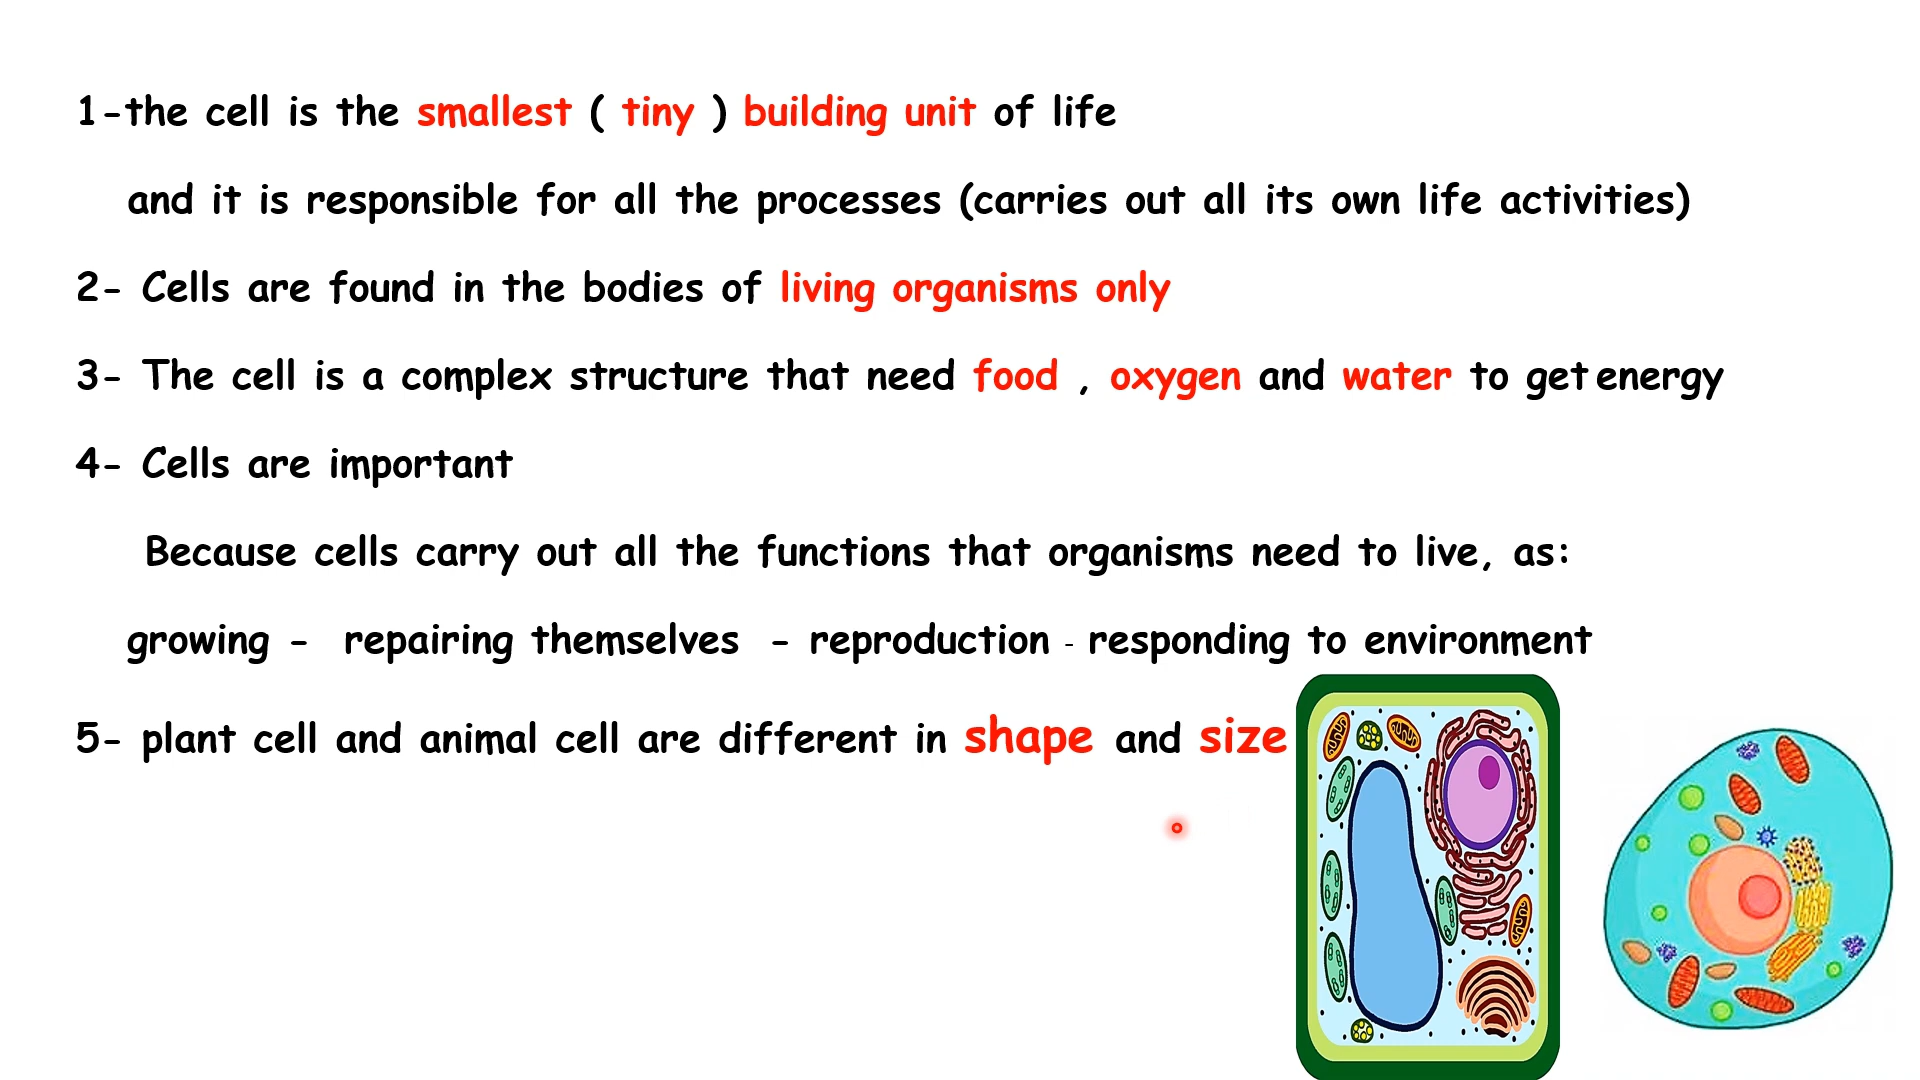 1-the cell is the smallest ( tiny ) building unit of life
and it is responsible for all the processes (carries out all its own life activities)
2- Cells are found in the bodies of living organisms only
3- The cell is a complex structure that need food , oxygen and water to get energy
4- Cells are important
Because cells carry out all the functions that organisms need to live, as:
growing - repairing themselves - reproduction - responding to environment
5- plant cell and animal cell are different in shape and size